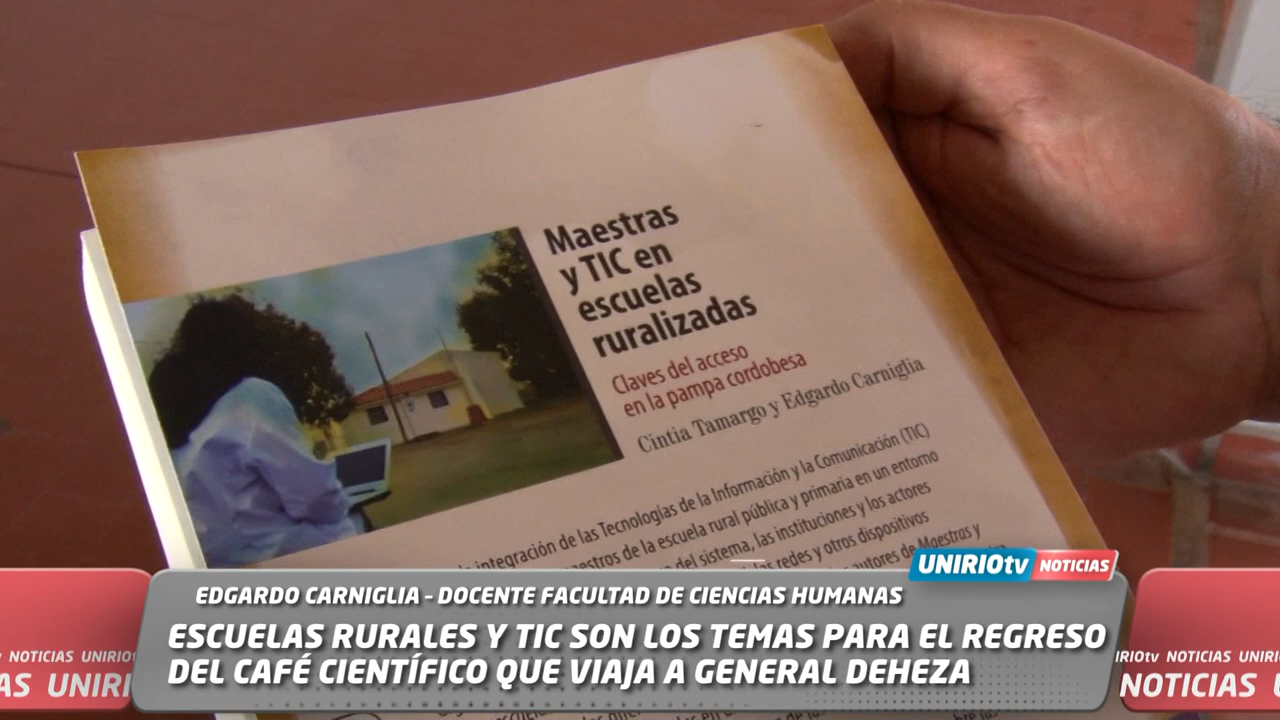 Maestras
y TIC en
escuelas
ruralizadas
Claves del acceso
en la pampa cordobesa
Cintia Tamargo y Edgardo Carniglia
integración de las Tecnologías de la Información y la Comunicación (TIC)
maestros de la escuela rural pública y primaria en un entorno
del sistema, las instituciones y los actores
las redes y otros dispositivos
autores de Maestras y
UNIRIOtv NOTICIAS
EDGARDO CARNIGLIA - DOCENTE FACULTAD DE CIENCIAS HUMANAS
ESCUELAS RURALES Y TIC SON LOS TEMAS PARA EL REGRESO
DEL CAFÉ CIENTÍFICO QUE VIAJA A GENERAL DEHEZA
NOTICIAS UNIRIO
AS UNIRI
IRIOtv NOTICIAS UNIRI
NOTICIAS U